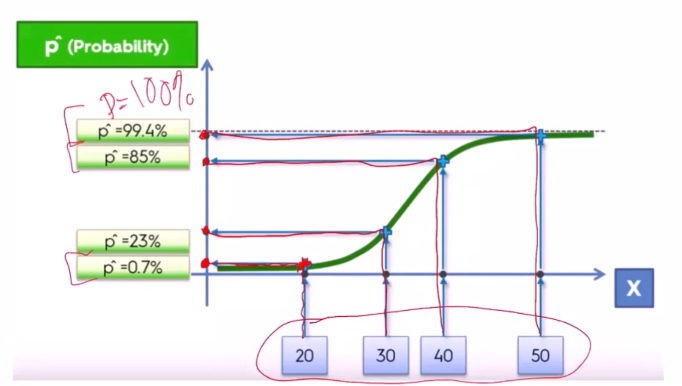 p̂ (Probability)
P=100%
p̂ =99.4%
p̂ =85%
p̂ =23%
p̂ =0.7%
X
20 30 40 50